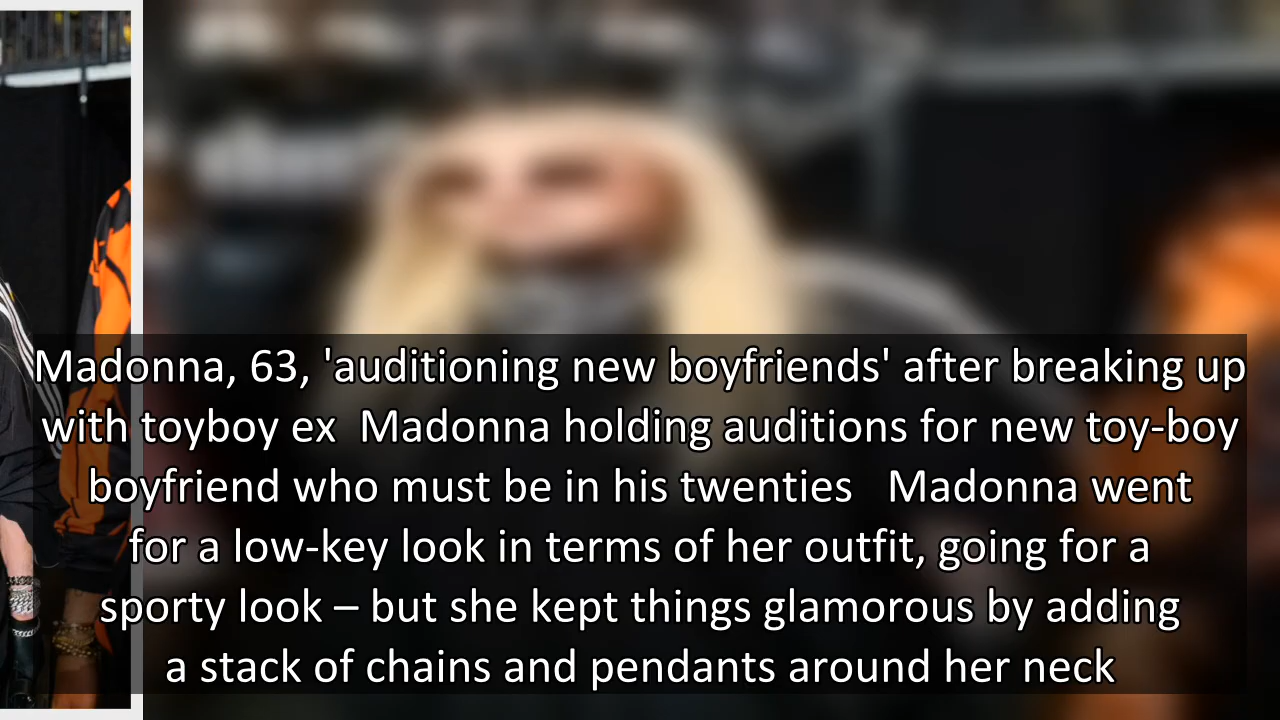 Madonna, 63, 'auditioning new boyfriends' after breaking up
with toyboy ex  Madonna holding auditions for new toy-boy
boyfriend who must be in his twenties   Madonna went
for a low-key look in terms of her outfit, going for a
sporty look – but she kept things glamorous by adding
a stack of chains and pendants around her neck